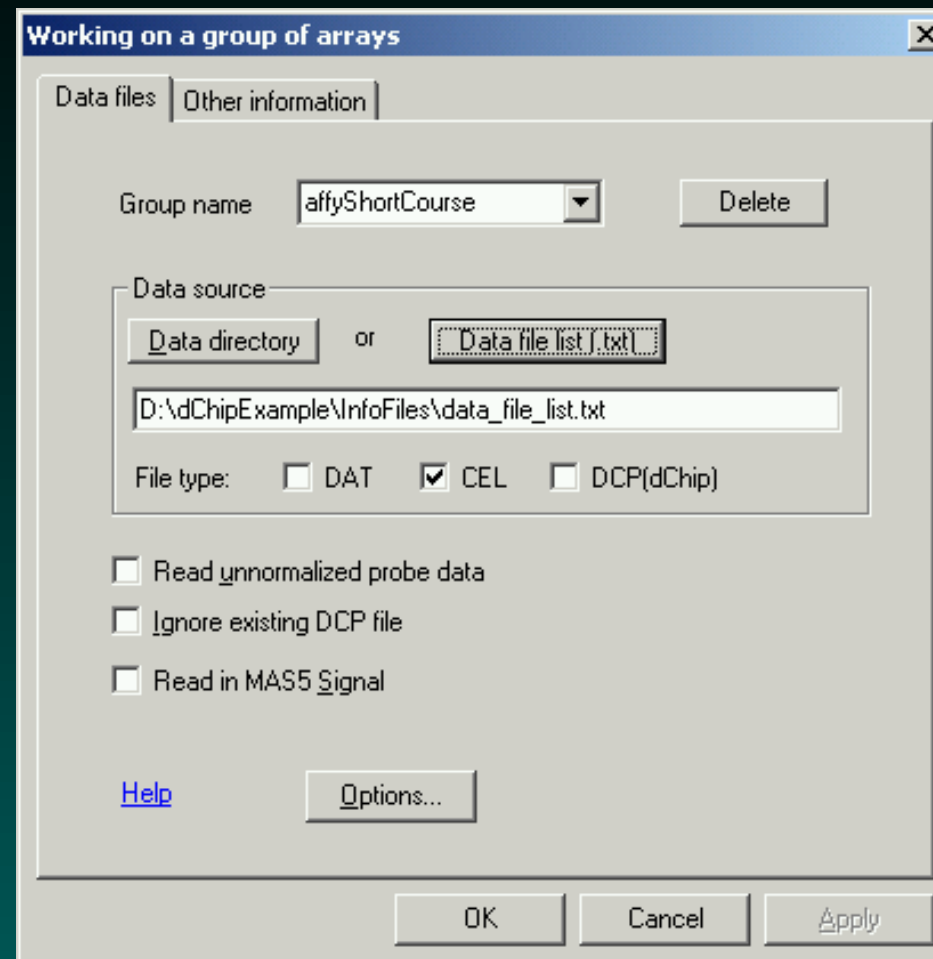 Working on a group of arrays
Data files Other information
Group name affyShortCourse Delete
Data source
Data directory or Data file list (.txt)
D:\dChipExample\InfoFiles\data_file_list.txt
File type: DAT CEL DCP(dChip)
Read unnormalized probe data
Ignore existing DCP file
Read in MAS5 Signal
Help Options...
OK Cancel Apply